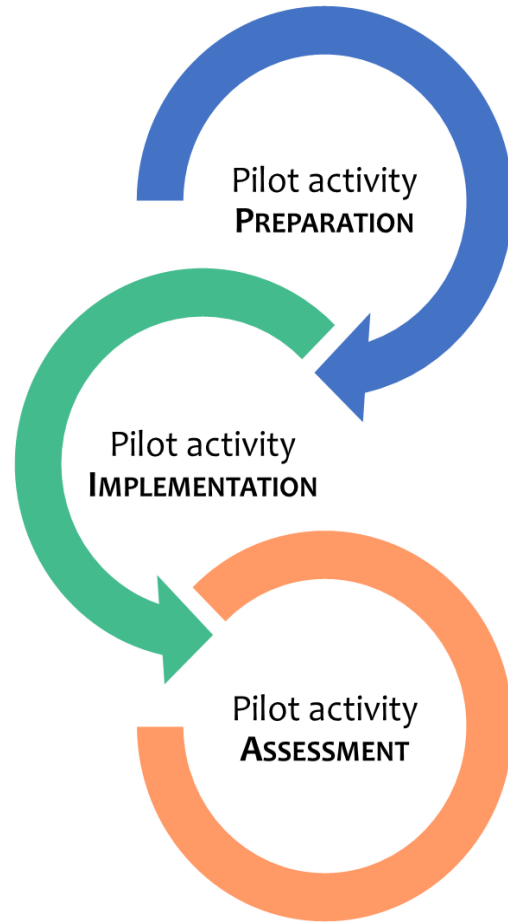 Pilot activity
PREPARATION
Pilot activity
IMPLEMENTATION
Pilot activity
ASSESSMENT